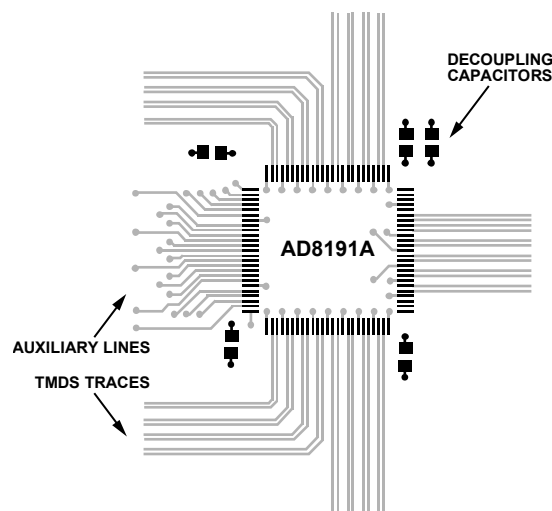 DECOUPLING
CAPACITORS
AD8191A
AUXILIARY LINES
TMDS TRACES